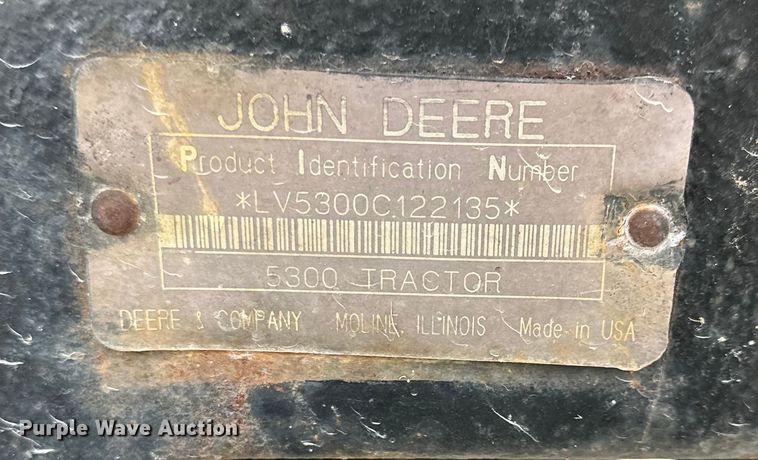 JOHN DEERE
Product Identification Number
*LV5300C122135*
5300 TRACTOR
DEERE & COMPANY MOLINE, ILLINOIS Made in USA
Purple Wave Auction